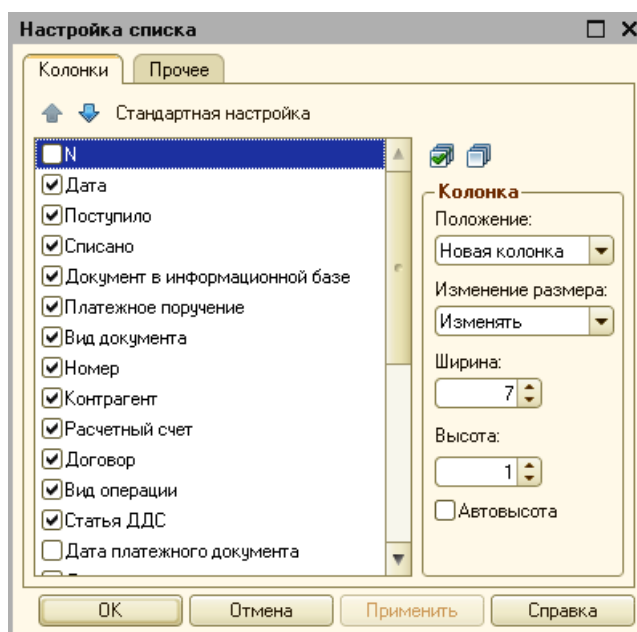 Настройка списка
Колонки Прочее
Стандартная настройка
N
Дата
Поступило
Списано
Документ в информационной базе
Платежное поручение
Вид документа
Номер
Контрагент
Расчетный счет
Договор
Вид операции
Статья ДДС
Дата платежного документа
Колонка
Положение:
Новая колонка
Изменение размера:
Изменять
Ширина:
7
Высота:
1
Автовысота
OK Отмена Применить Справка